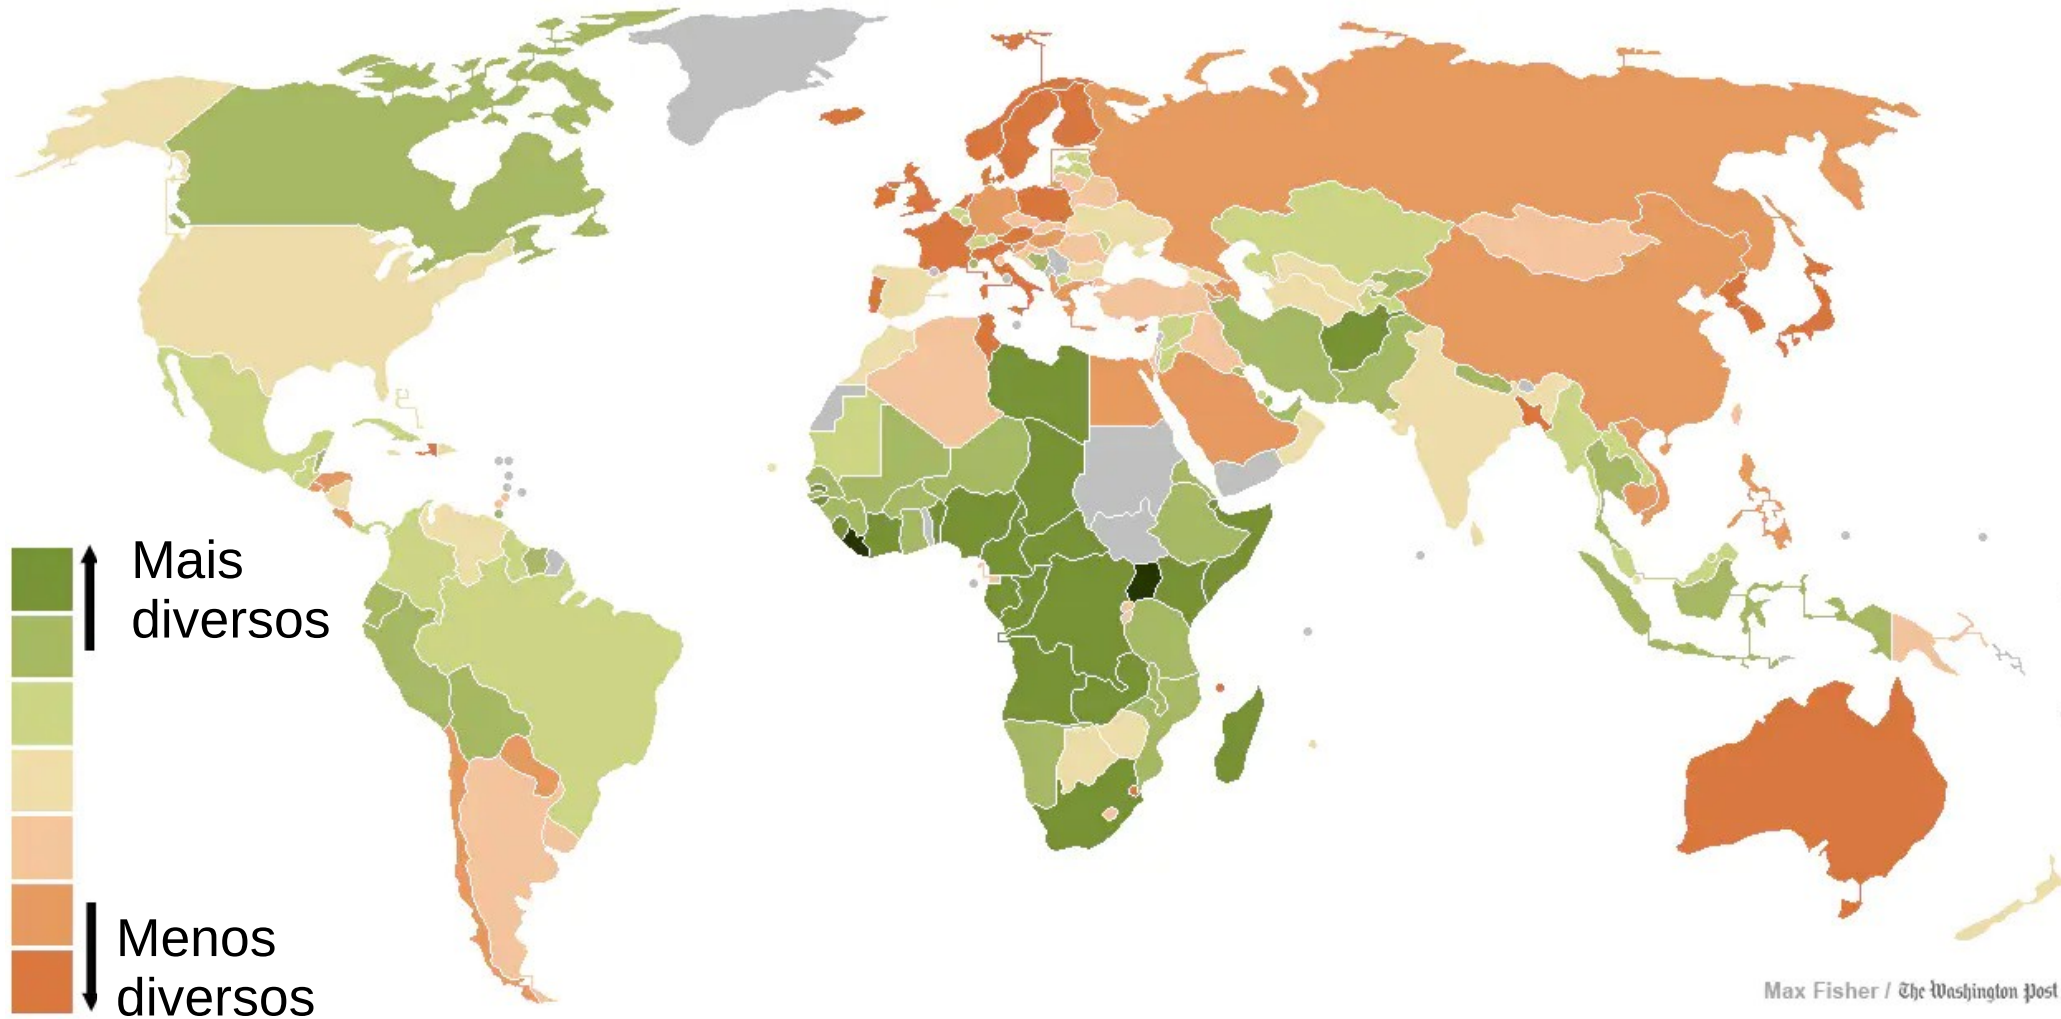 Mais
diversos
Menos
diversos
Max Fisher / The Washington Post